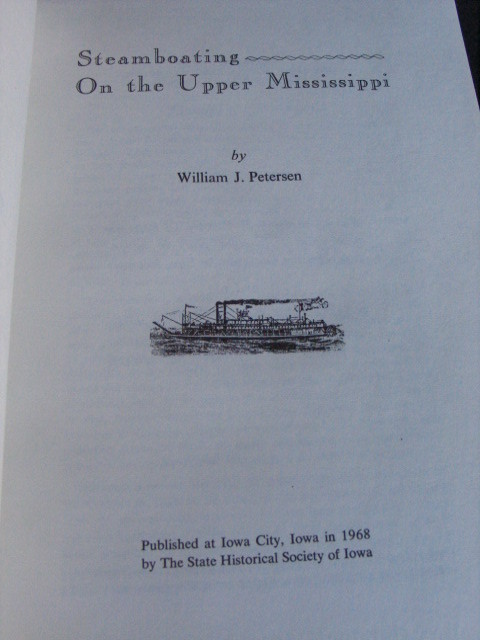 Steamboating
On the Upper Mississippi
by
William J. Petersen
Published at Iowa City, Iowa in 1968
by The State Historical Society of Iowa